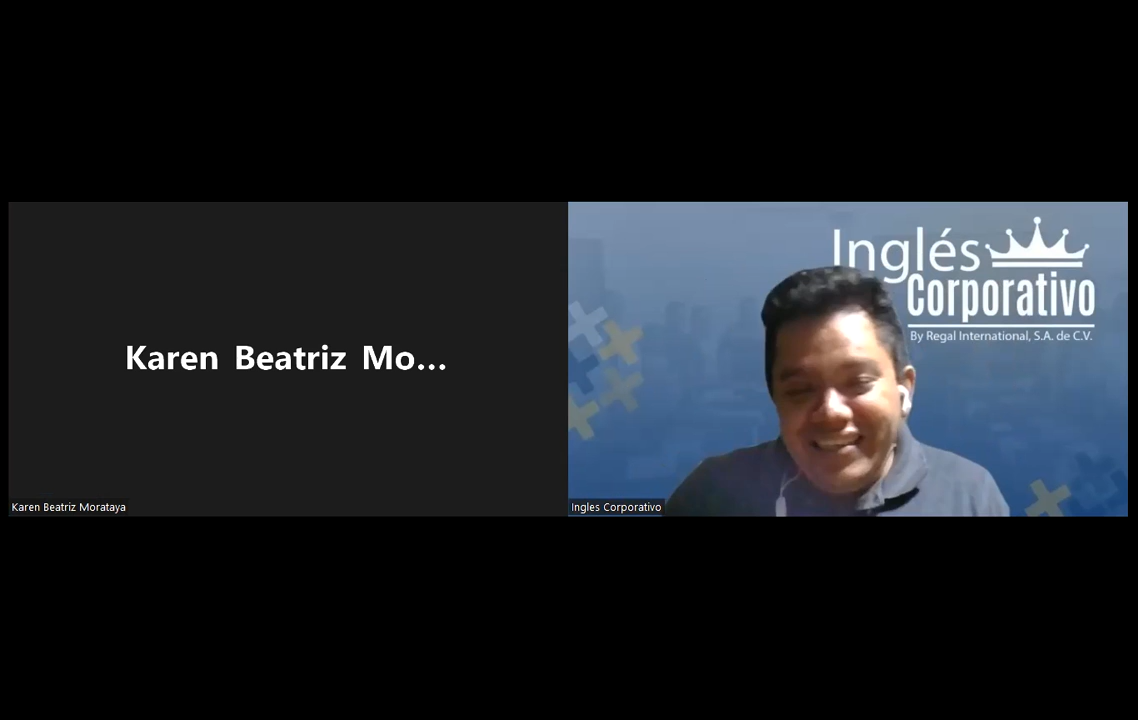 Karen Beatriz Mo...
Karen Beatriz Morataya
Inglés
Corporativo
By Regal International, S.A. de C.V.
Ingles Corporativo